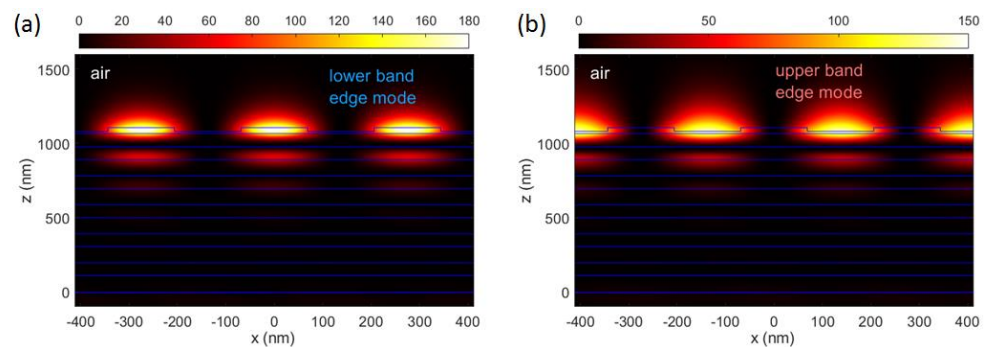 (a)
0 20 40 60 80 100 120 140 160 180
air
lower band
edge mode
1500
1000
500
0
z (nm)
-400 -300 -200 -100 0 100 200 300 400
x (nm)
(b)
0 50 100 150
air
upper band
edge mode
1500
1000
500
0
z (nm)
-400 -300 -200 -100 0 100 200 300 400
x (nm)